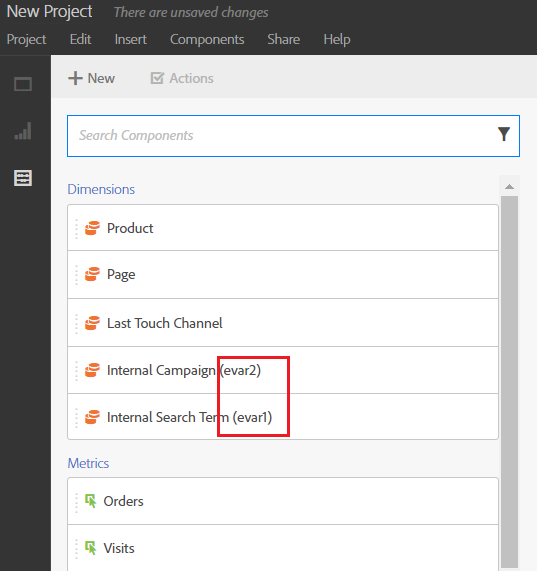 New Project There are unsaved changes
Project Edit Insert Components Share Help
New Actions
Search Components
Dimensions
Product
Page
Last Touch Channel
Internal Campaign (evar2)
Internal Search Term (evar1)
Metrics
Orders
Visits